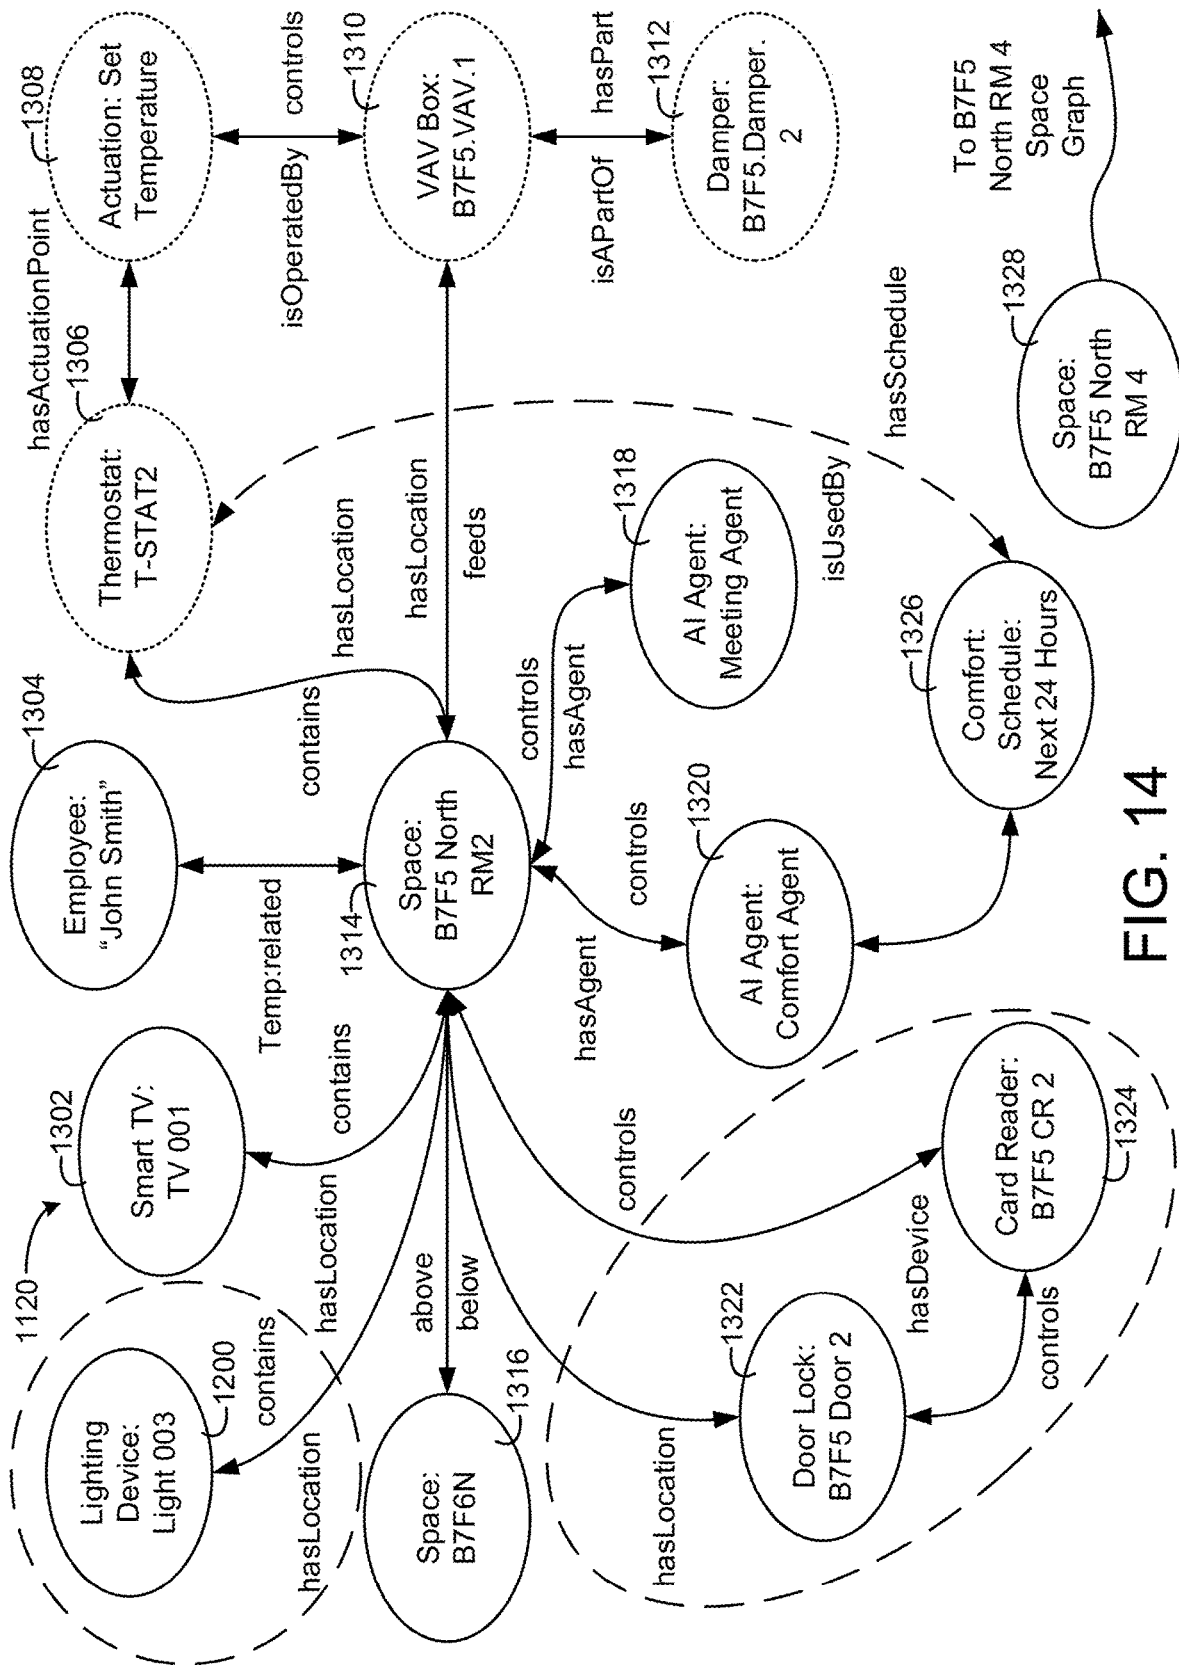 1120
Lighting
Device:
Light 003
1200
contains
hasLocation
Smart TV:
TV 001
1302
contains
hasLocation
Employee:
“John Smith”
1304
Temp:related
Thermostat:
T-STAT2
1306
contains
hasLocation
hasActuationPoint
Actuation: Set
Temperature
1308
isOperatedBy
controls
VAV Box:
B7F5.VAV.1
1310
hasLocation
feeds
isAPartOf
hasPart
Damper:
B7F5.Damper.
2
1312
Space:
B7F5 North
RM2
1314
above
below
Space:
B7F6N
1316
controls
hasAgent
AI Agent:
Meeting Agent
1318
hasAgent
controls
AI Agent:
Comfort Agent
1320
hasLocation
Door Lock:
B7F5 Door 2
1322
controls
hasDevice
controls
Card Reader:
B7F5 CR 2
1324
isUsedBy
hasSchedule
Comfort:
Schedule:
Next 24 Hours
1326
Space:
B7F5 North
RM 4
1328
To B7F5
North RM 4
Space
Graph
FIG. 14